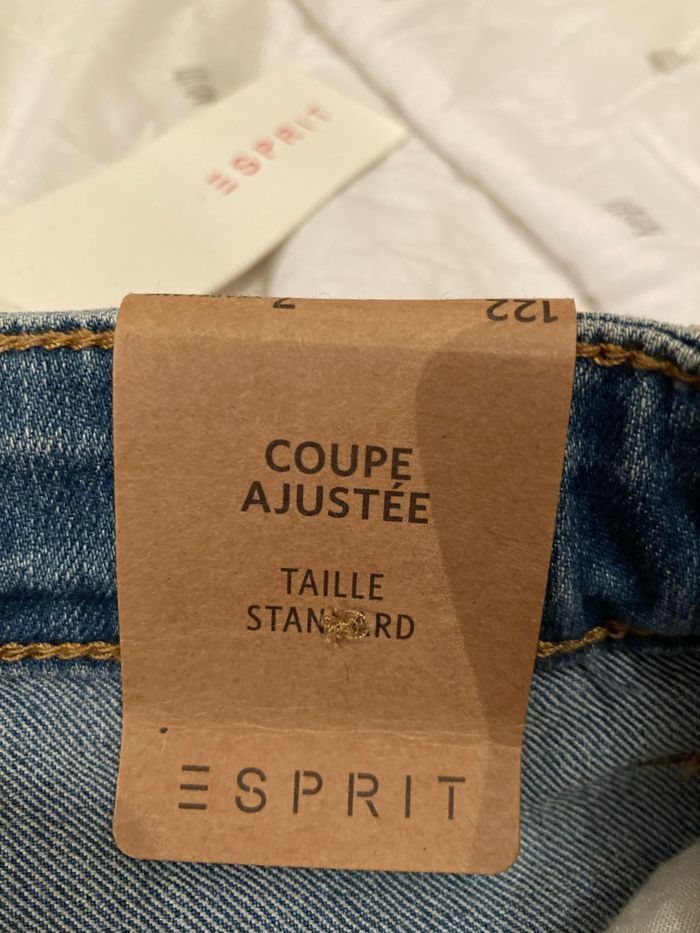 ESPRIT
122
COUPE
AJUSTÉE
TAILLE
STANDARD
ESPRIT